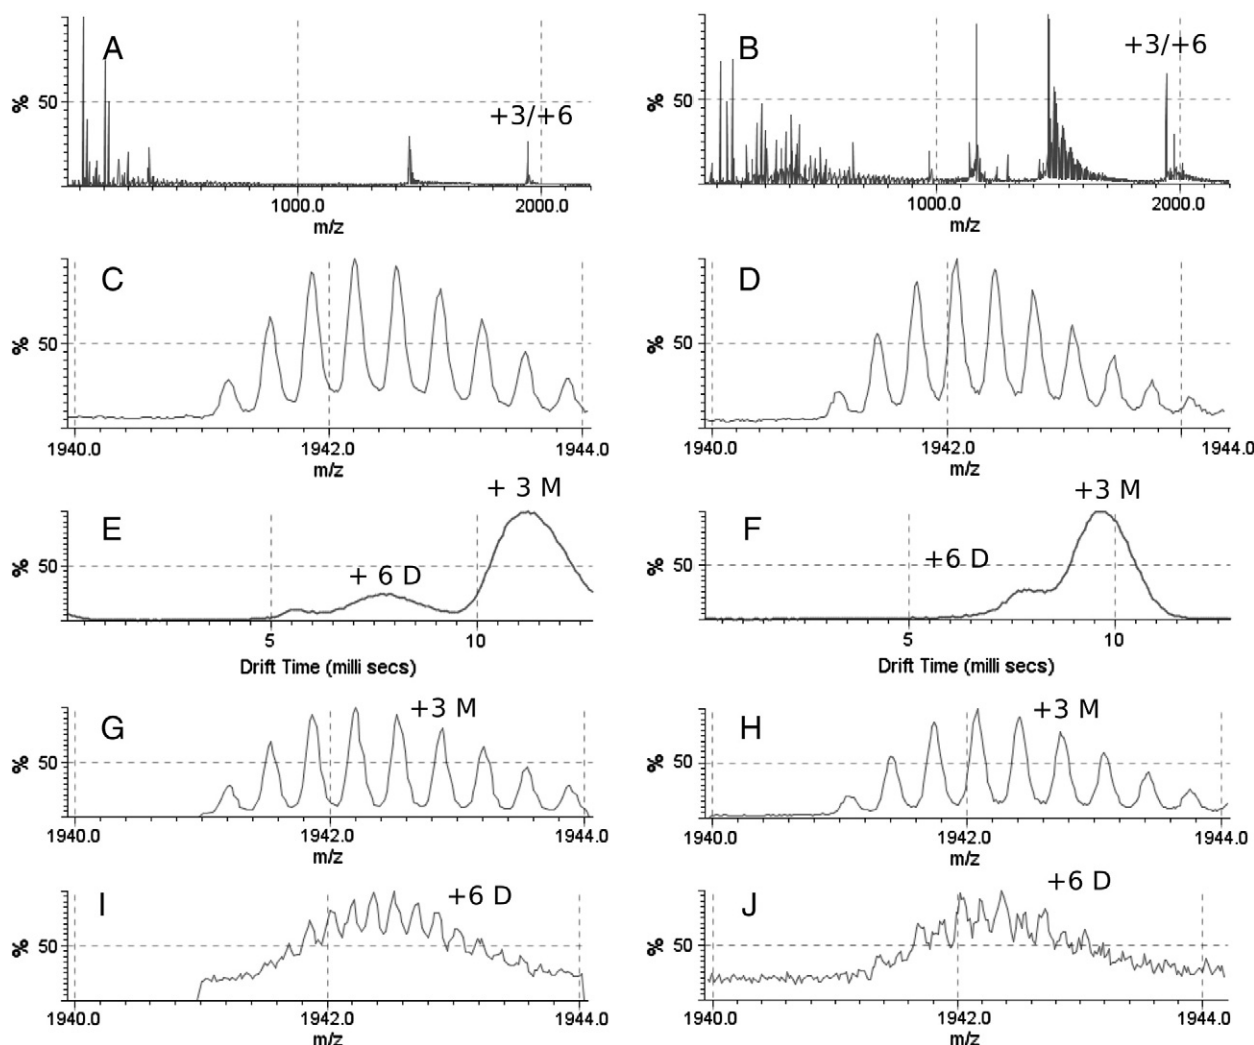 A
+3/+6
%
50
1000.0
2000.0
m/z
B
+3/+6
%
50
1000.0
2000.0
m/z
C
%
50
1940.0
1942.0
1944.0
m/z
D
%
50
1940.0
1942.0
1944.0
m/z
E
+ 3 M
+ 6 D
%
50
5
10
Drift Time (milli secs)
F
+3 M
+6 D
%
50
5
10
Drift Time (milli secs)
G
+3 M
%
50
1940.0
1942.0
1944.0
m/z
H
+3 M
%
50
1940.0
1942.0
1944.0
m/z
I
+6 D
%
50
1940.0
1942.0
1944.0
m/z
J
+6 D
%
50
1940.0
1942.0
1944.0
m/z